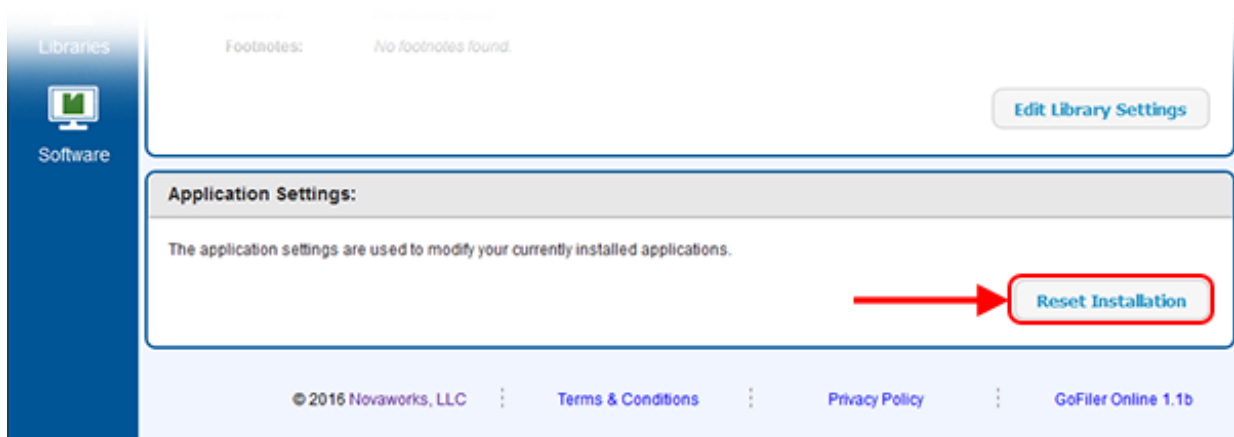 Libraries
Footnotes: No footnotes found.
Edit Library Settings
Software
Application Settings:
The application settings are used to modify your currently installed applications.
Reset Installation
© 2016 Novaworks, LLC Terms & Conditions Privacy Policy GoFiler Online 1.1b